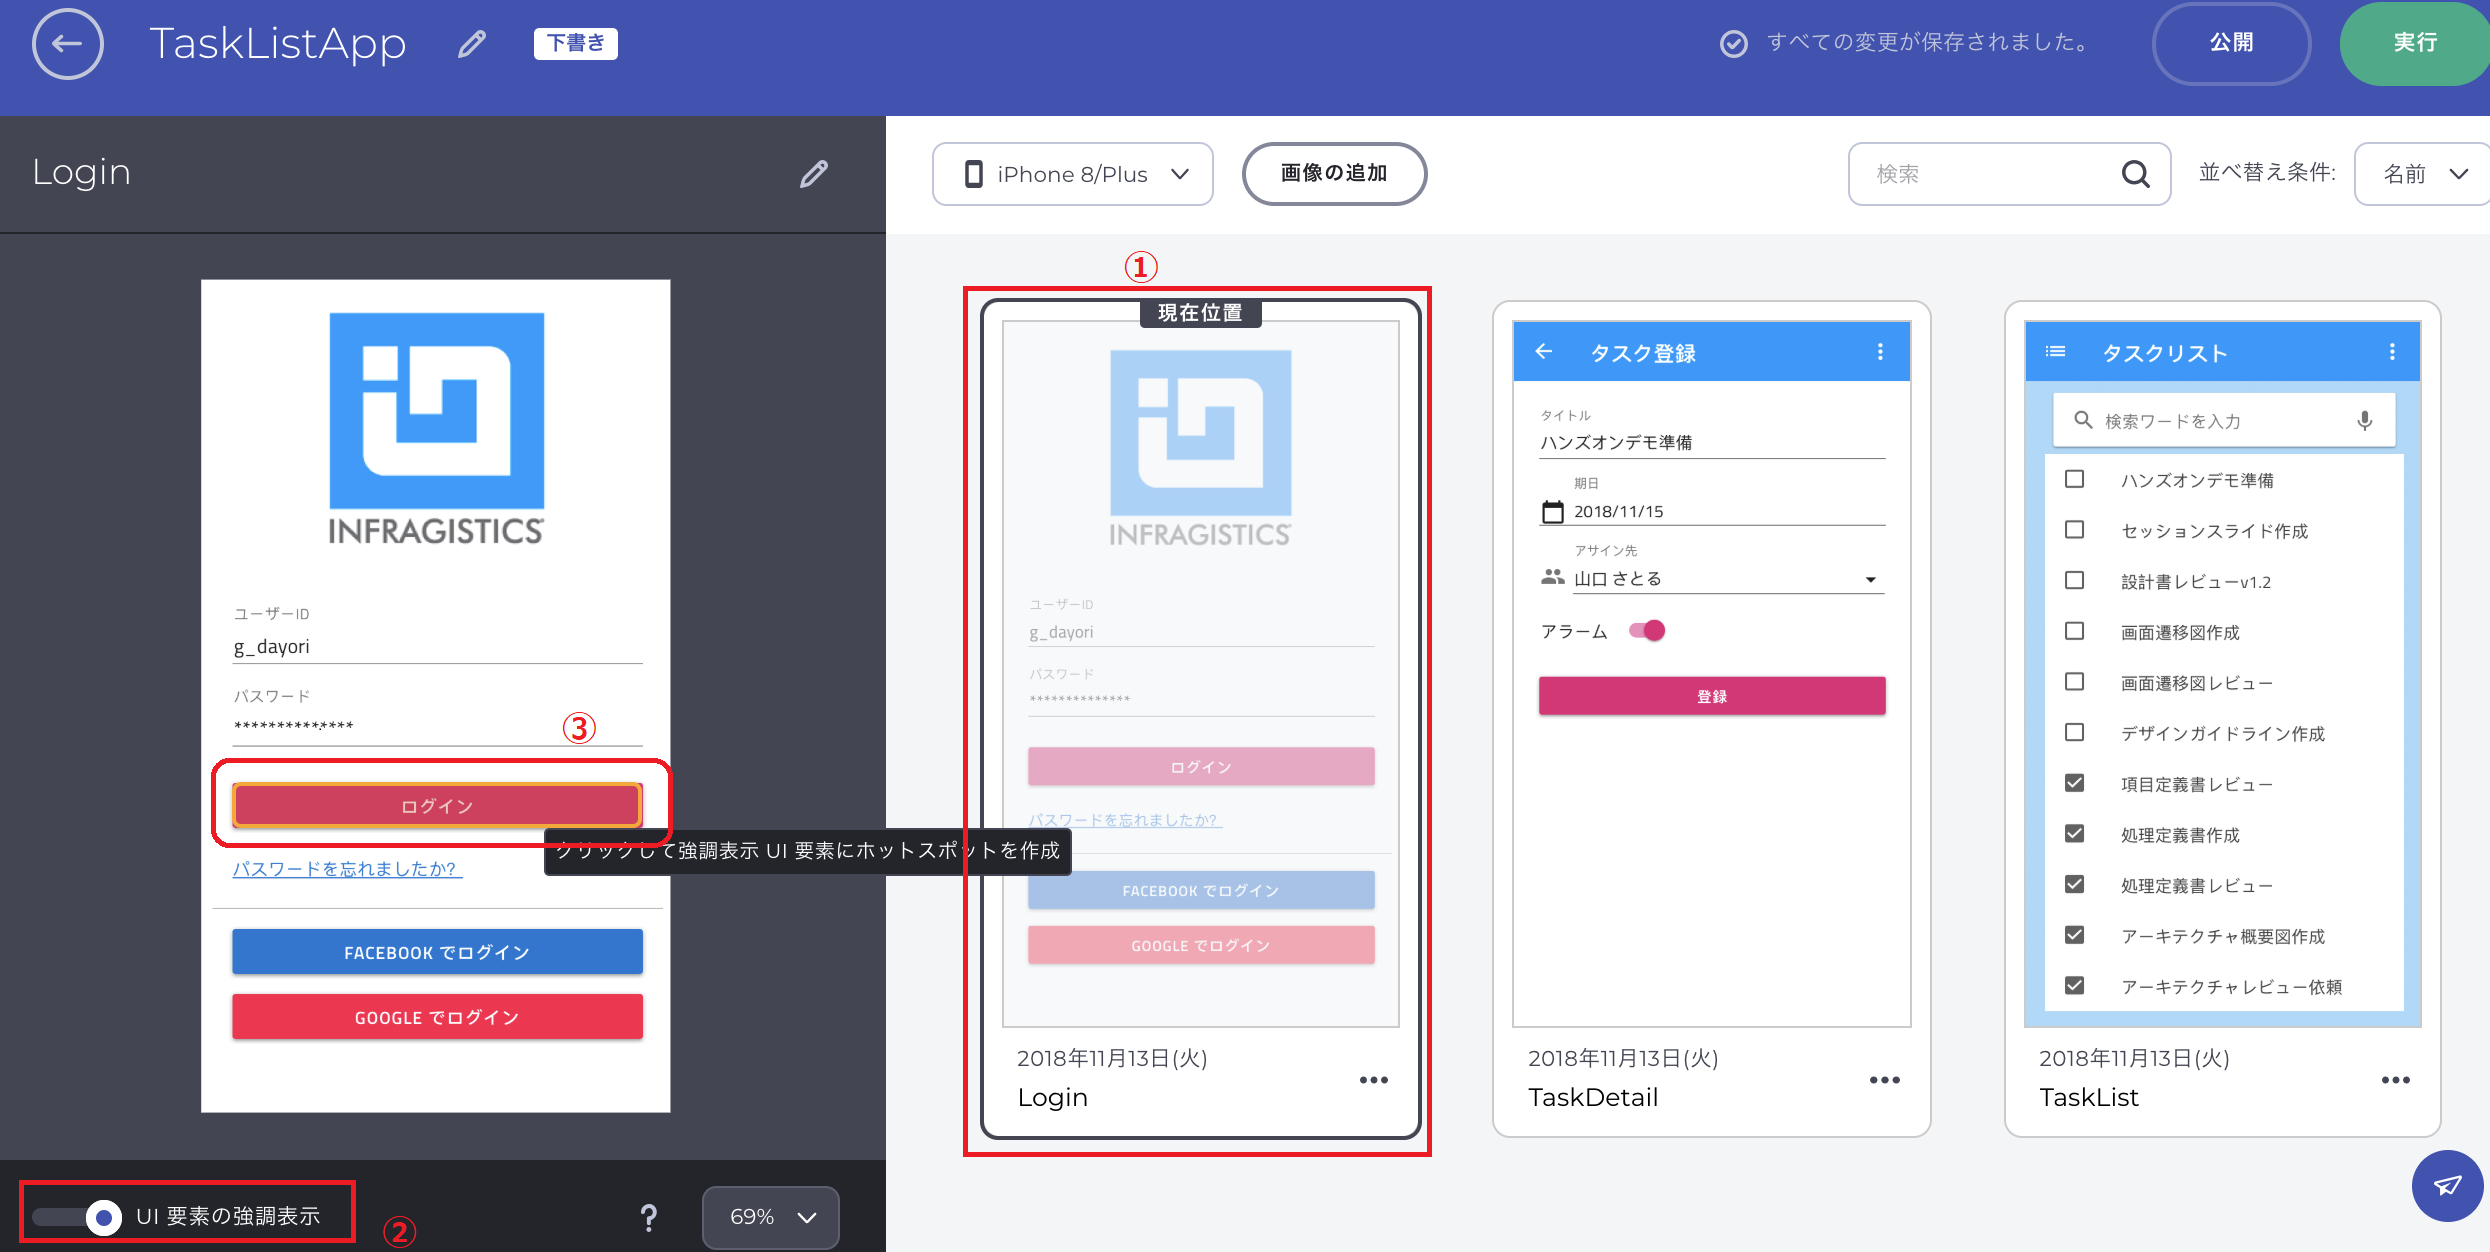 TaskListApp
下書き
すべての変更が保存されました。
公開
実行
Login
iPhone 8/Plus
画像の追加
検索
並べ替え条件:
名前
INFRAGISTICS
ユーザーID
g_dayori
パスワード
**************
③
ログイン
クリックして強調表示 UI 要素にホットスポットを作成
パスワードを忘れましたか?
FACEBOOK でログイン
GOOGLE でログイン
UI 要素の強調表示
②
?
69%
①
現在位置
INFRAGISTICS
ユーザーID
g_dayori
パスワード
**************
ログイン
パスワードを忘れましたか?
FACEBOOK でログイン
GOOGLE でログイン
2018年11月13日(火)
Login
タスク登録
タイトル
ハンズオンデモ準備
期日
2018/11/15
アサイン先
山口 さとる
アラーム
登録
2018年11月13日(火)
TaskDetail
タスクリスト
検索ワードを入力
ハンズオンデモ準備
セッションスライド作成
設計書レビューv1.2
画面遷移図作成
画面遷移図レビュー
デザインガイドライン作成
項目定義書レビュー
処理定義書作成
処理定義書レビュー
アーキテクチャ概要図作成
アーキテクチャレビュー依頼
2018年11月13日(火)
TaskList